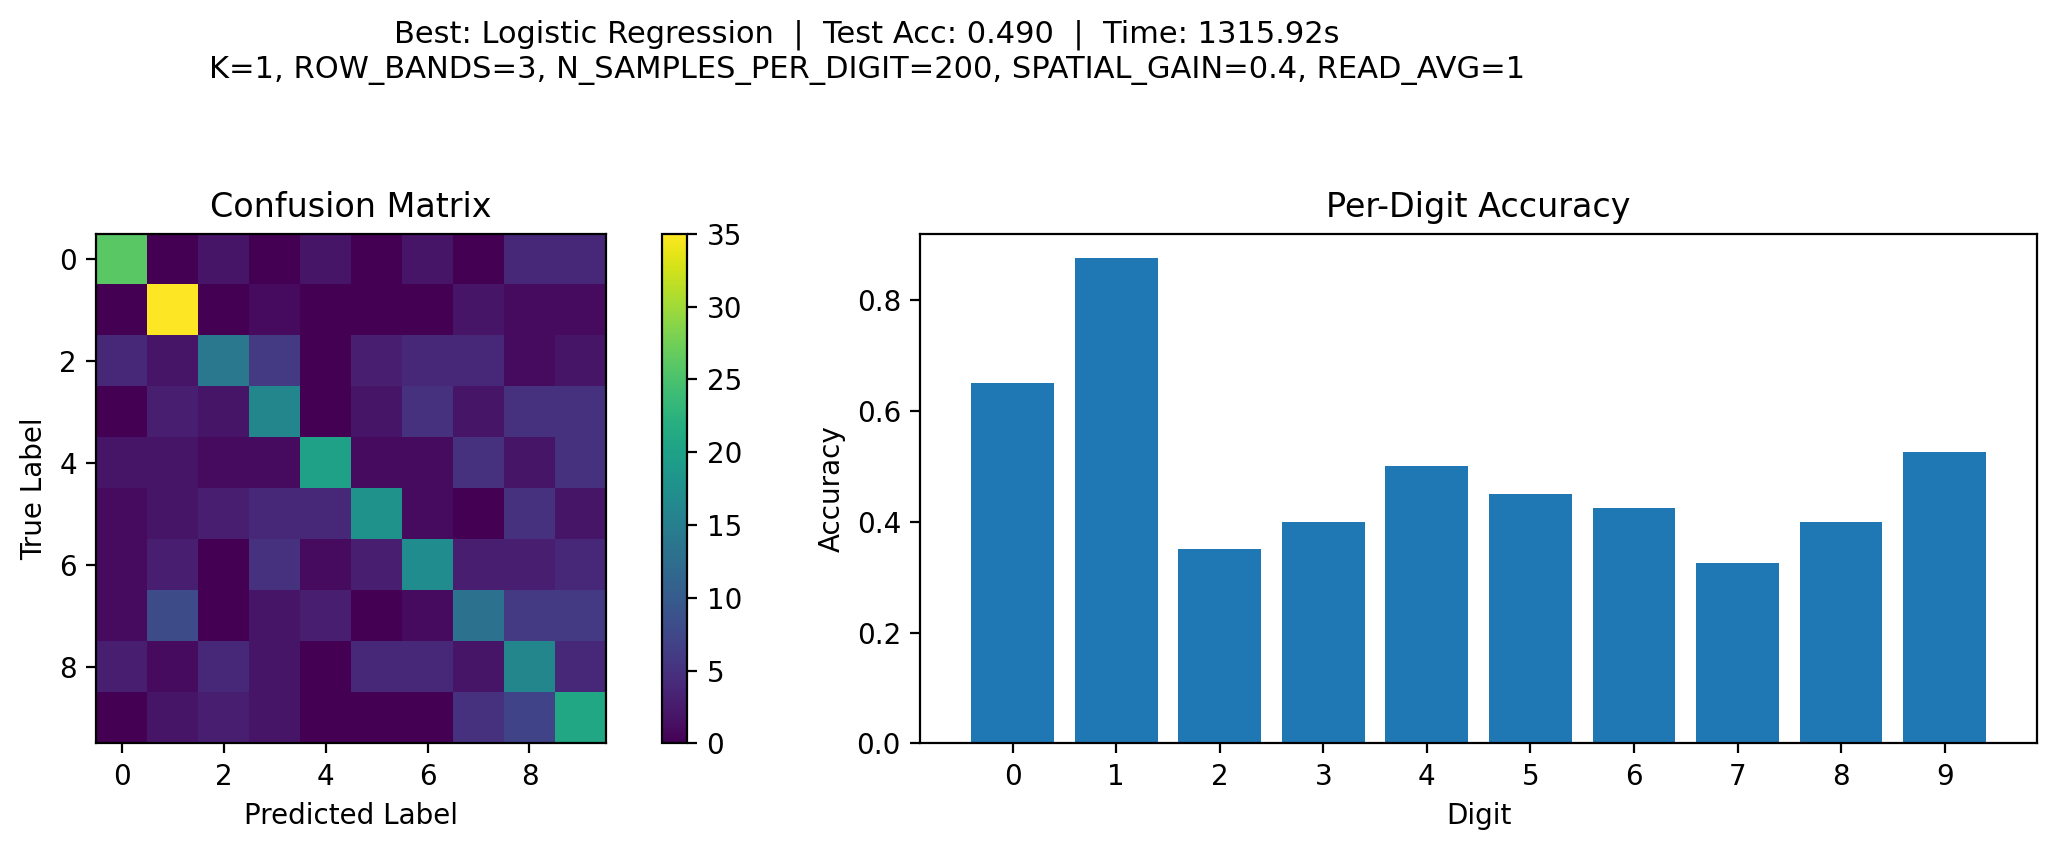 Best: Logistic Regression | Test Acc: 0.490 | Time: 1315.92s
K=1, ROW_BANDS=3, N_SAMPLES_PER_DIGIT=200, SPATIAL_GAIN=0.4, READ_AVG=1
Confusion Matrix
True Label
0
2
4
6
8
0 2 4 6 8
Predicted Label
35
30
25
20
15
10
5
0
Per-Digit Accuracy
Accuracy
0.8
0.6
0.4
0.2
0.0
0 1 2 3 4 5 6 7 8 9
Digit